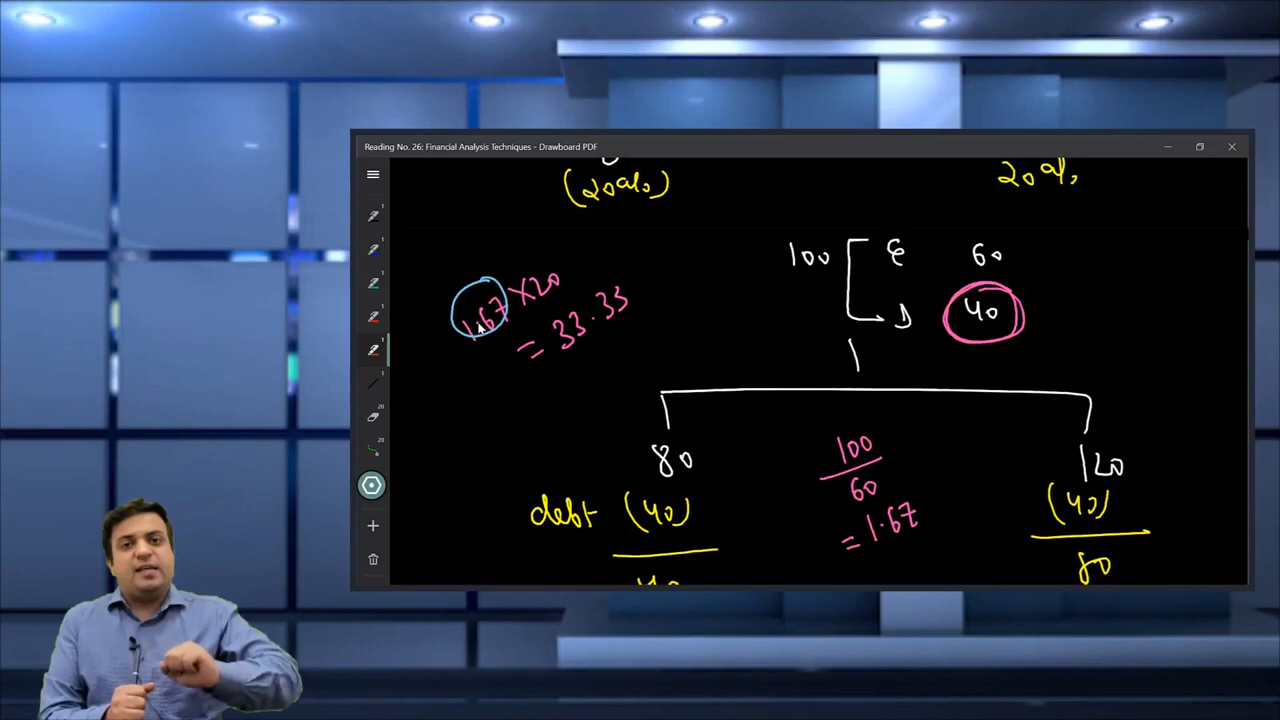 Reading No. 26: Financial Analysis Techniques - Drawboard PDF
(20%)
20%
100
E 60
D 40
1.67 × 20
= 33.33
80
100
60
= 1.67
120
debt (40)
(40)
80